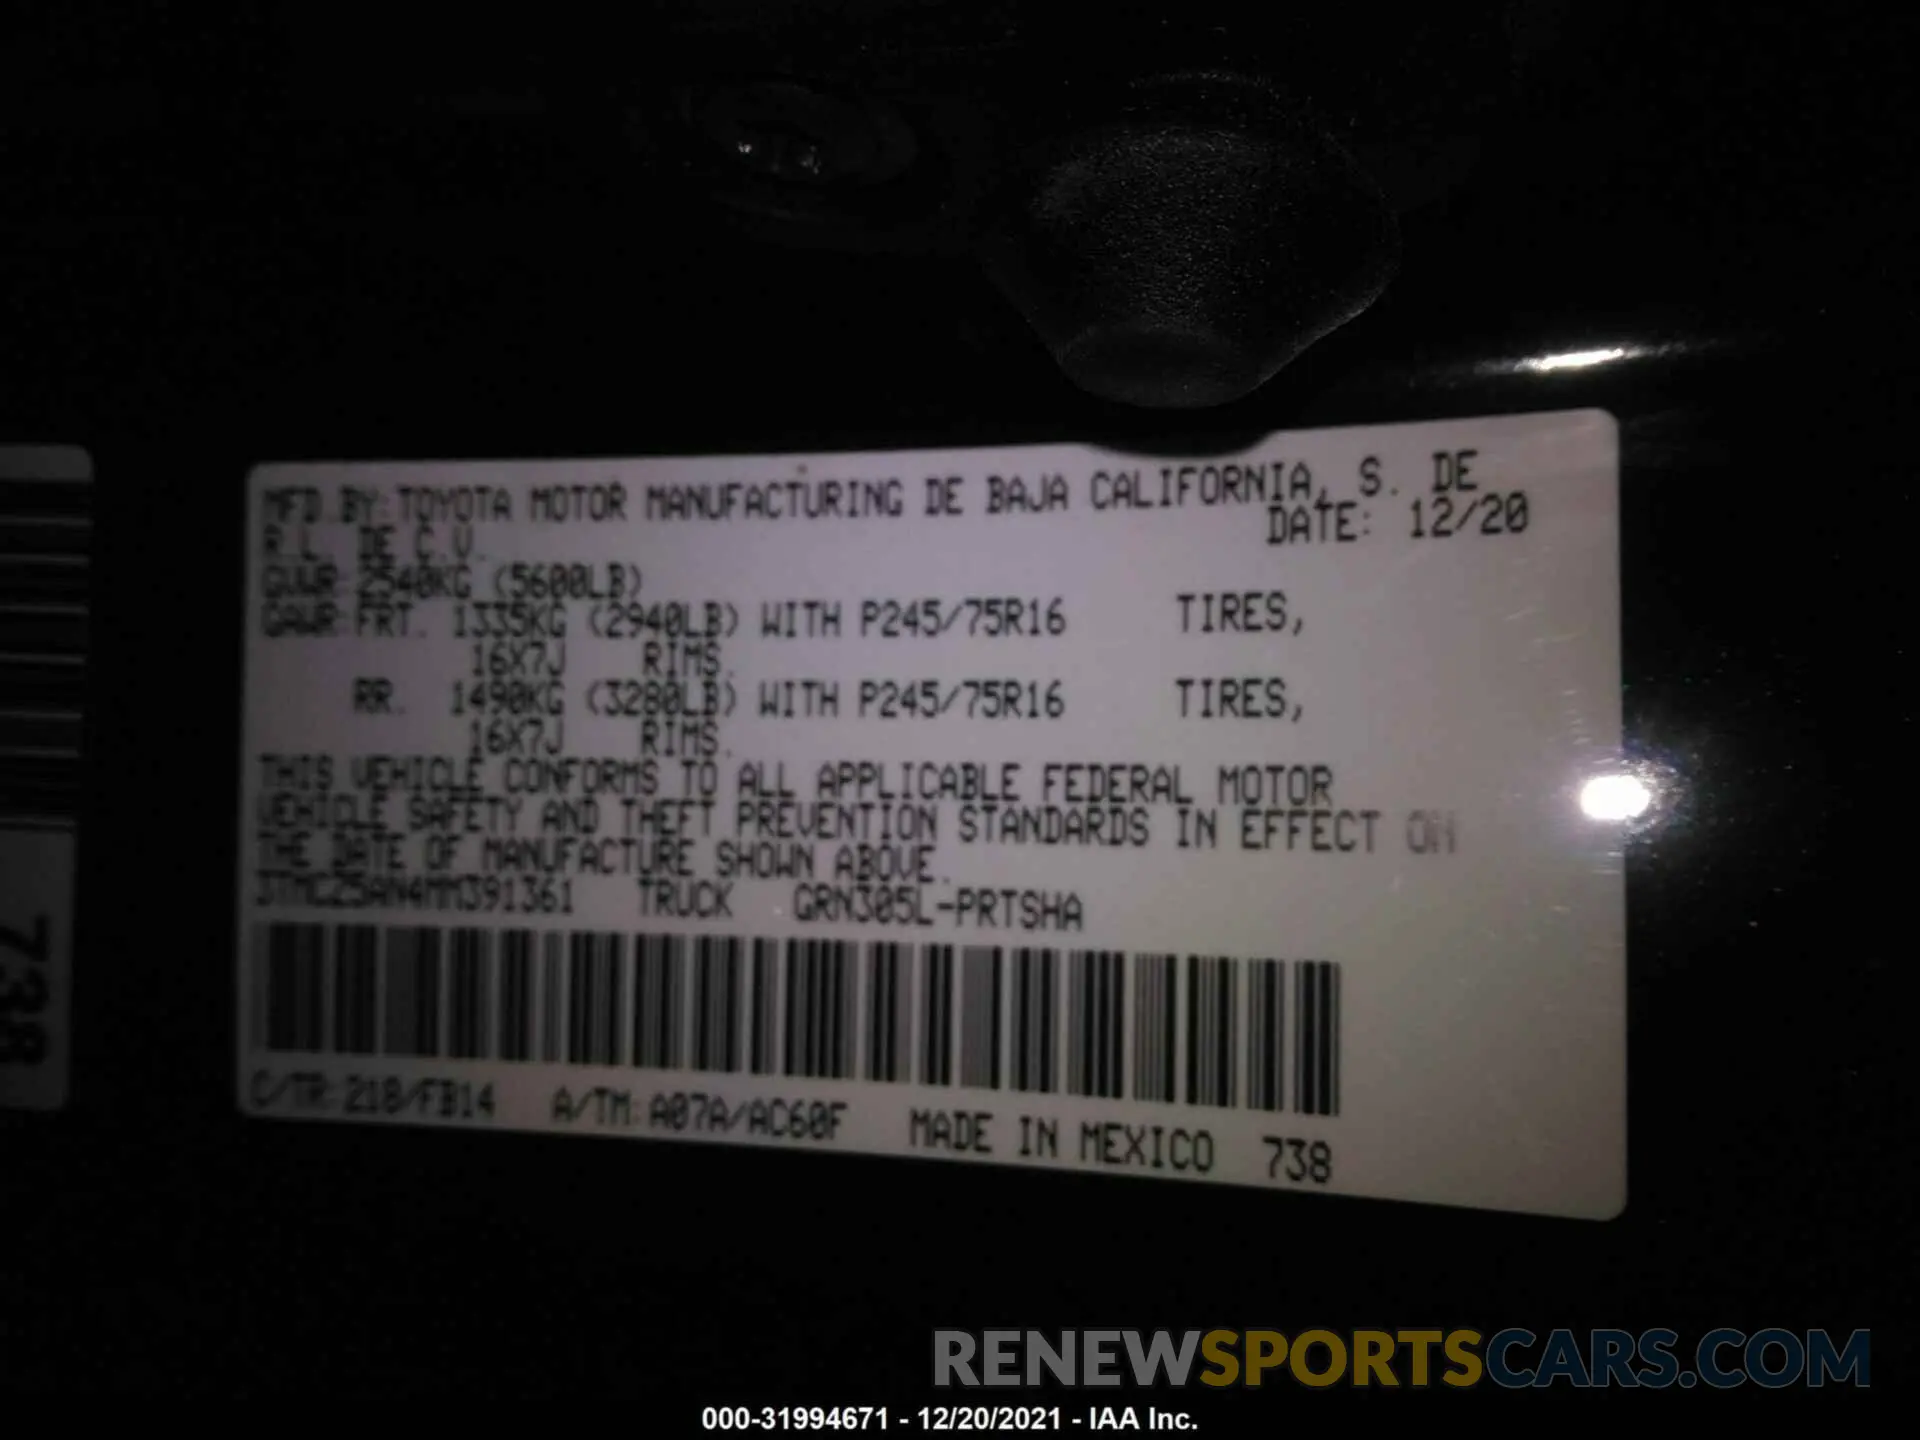 MFD. BY: TOYOTA MOTOR MANUFACTURING DE BAJA CALIFORNIA, S. DE
R.L. DE C.V. DATE: 12/20
GVWR 2540KG (5600LB)
GAWR FRT. 1335KG (2940LB) WITH P245/75R16 TIRES,
16X7J RIMS.
RR. 1490KG (3280LB) WITH P245/75R16 TIRES,
16X7J RIMS.
THIS VEHICLE CONFORMS TO ALL APPLICABLE FEDERAL MOTOR
VEHICLE SAFETY AND THEFT PREVENTION STANDARDS IN EFFECT ON
THE DATE OF MANUFACTURE SHOWN ABOVE.
3TMCZ5AN4MM391361 TRUCK GRN305L-PRTSHA
C/TR: 218/FB14 A/TM: A07A/AC60F MADE IN MEXICO 738
738
RENEWSPORTSCARS.COM
000-31994671 - 12/20/2021 - IAA Inc.